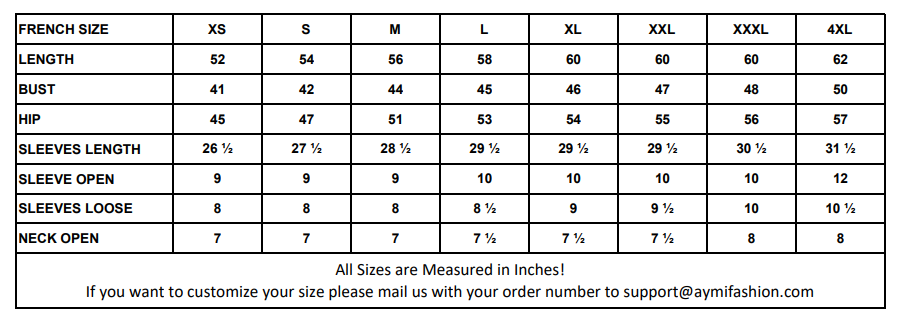 FRENCH SIZE XS S M L XL XXL XXXL 4XL
LENGTH 52 54 56 58 60 60 60 62
BUST 41 42 44 45 46 47 48 50
HIP 45 47 51 53 54 55 56 57
SLEEVES LENGTH 26 ½ 27 ½ 28 ½ 29 ½ 29 ½ 29 ½ 30 ½ 31 ½
SLEEVE OPEN 9 9 9 10 10 10 10 12
SLEEVES LOOSE 8 8 8 8 ½ 9 9 ½ 10 10 ½
NECK OPEN 7 7 7 7 ½ 7 ½ 7 ½ 8 8
All Sizes are Measured in Inches!
If you want to customize your size please mail us with your order number to support@aymifashion.com